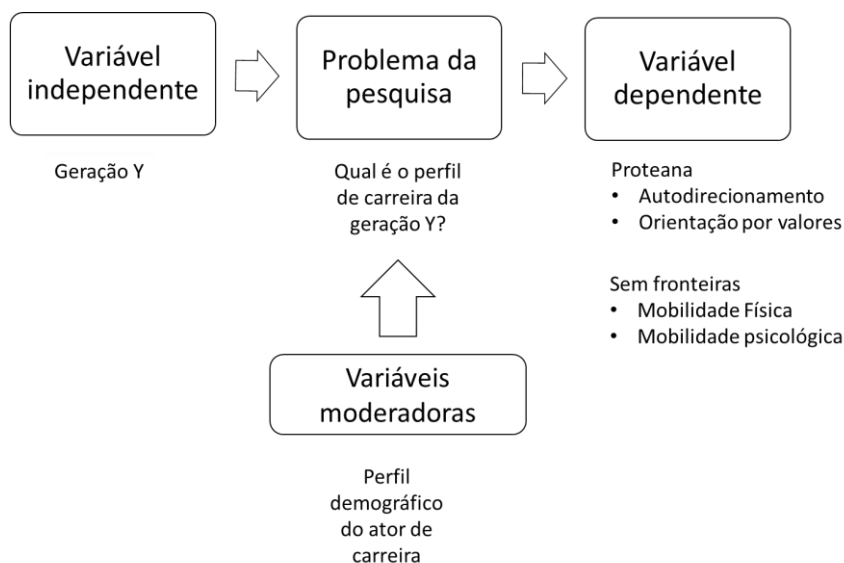 Variável
independente
Geração Y
Problema da
pesquisa
Qual é o perfil
de carreira da
geração Y?
Variável
dependente
Proteana
• Autodirecionamento
• Orientação por valores
Sem fronteiras
• Mobilidade Física
• Mobilidade psicológica
Variáveis
moderadoras
Perfil
demográfico
do ator de
carreira